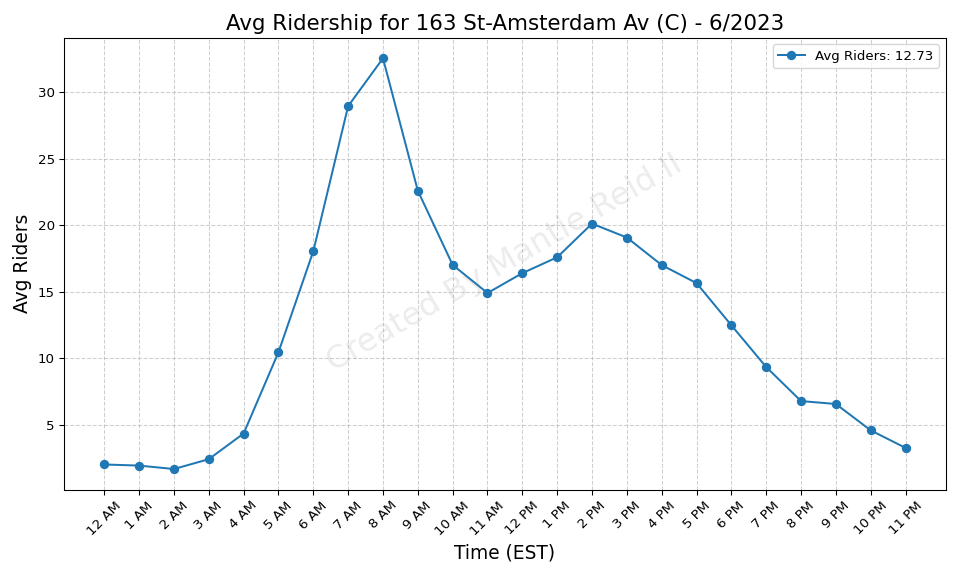 Avg Ridership for 163 St-Amsterdam Av (C) - 6/2023
Avg Riders: 12.73
Avg Riders
30
25
20
15
10
5
Created By Mantle Reid II
12 AM
1 AM
2 AM
3 AM
4 AM
5 AM
6 AM
7 AM
8 AM
9 AM
10 AM
11 AM
12 PM
1 PM
2 PM
3 PM
4 PM
5 PM
6 PM
7 PM
8 PM
9 PM
10 PM
11 PM
Time (EST)